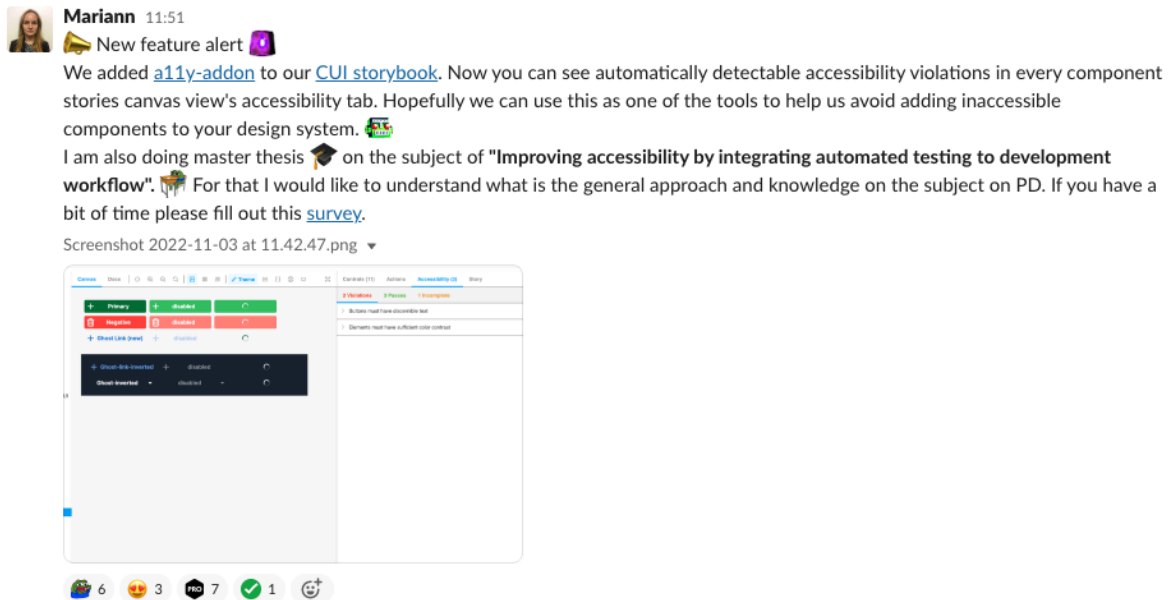 Mariann 11:51
New feature alert
We added a11y-addon to our CUI storybook. Now you can see automatically detectable accessibility violations in every component
stories canvas view's accessibility tab. Hopefully we can use this as one of the tools to help us avoid adding inaccessible
components to your design system.
I am also doing master thesis on the subject of "Improving accessibility by integrating automated testing to development
workflow". For that I would like to understand what is the general approach and knowledge on the subject on PD. If you have a
bit of time please fill out this survey.
Screenshot 2022-11-03 at 11.42.47.png
Canvas Docs Theme Controls (11) Actions Accessibility (3) Story
2 Violations 3 Passes 1 Incomplete
Primary disabled
Buttons must have discernible text
Negative disabled
Elements must have sufficient color contrast
Ghost Link (new) disabled
Ghost-link-inverted disabled
Ghost-inverted disabled
6 3 PRO 7 1